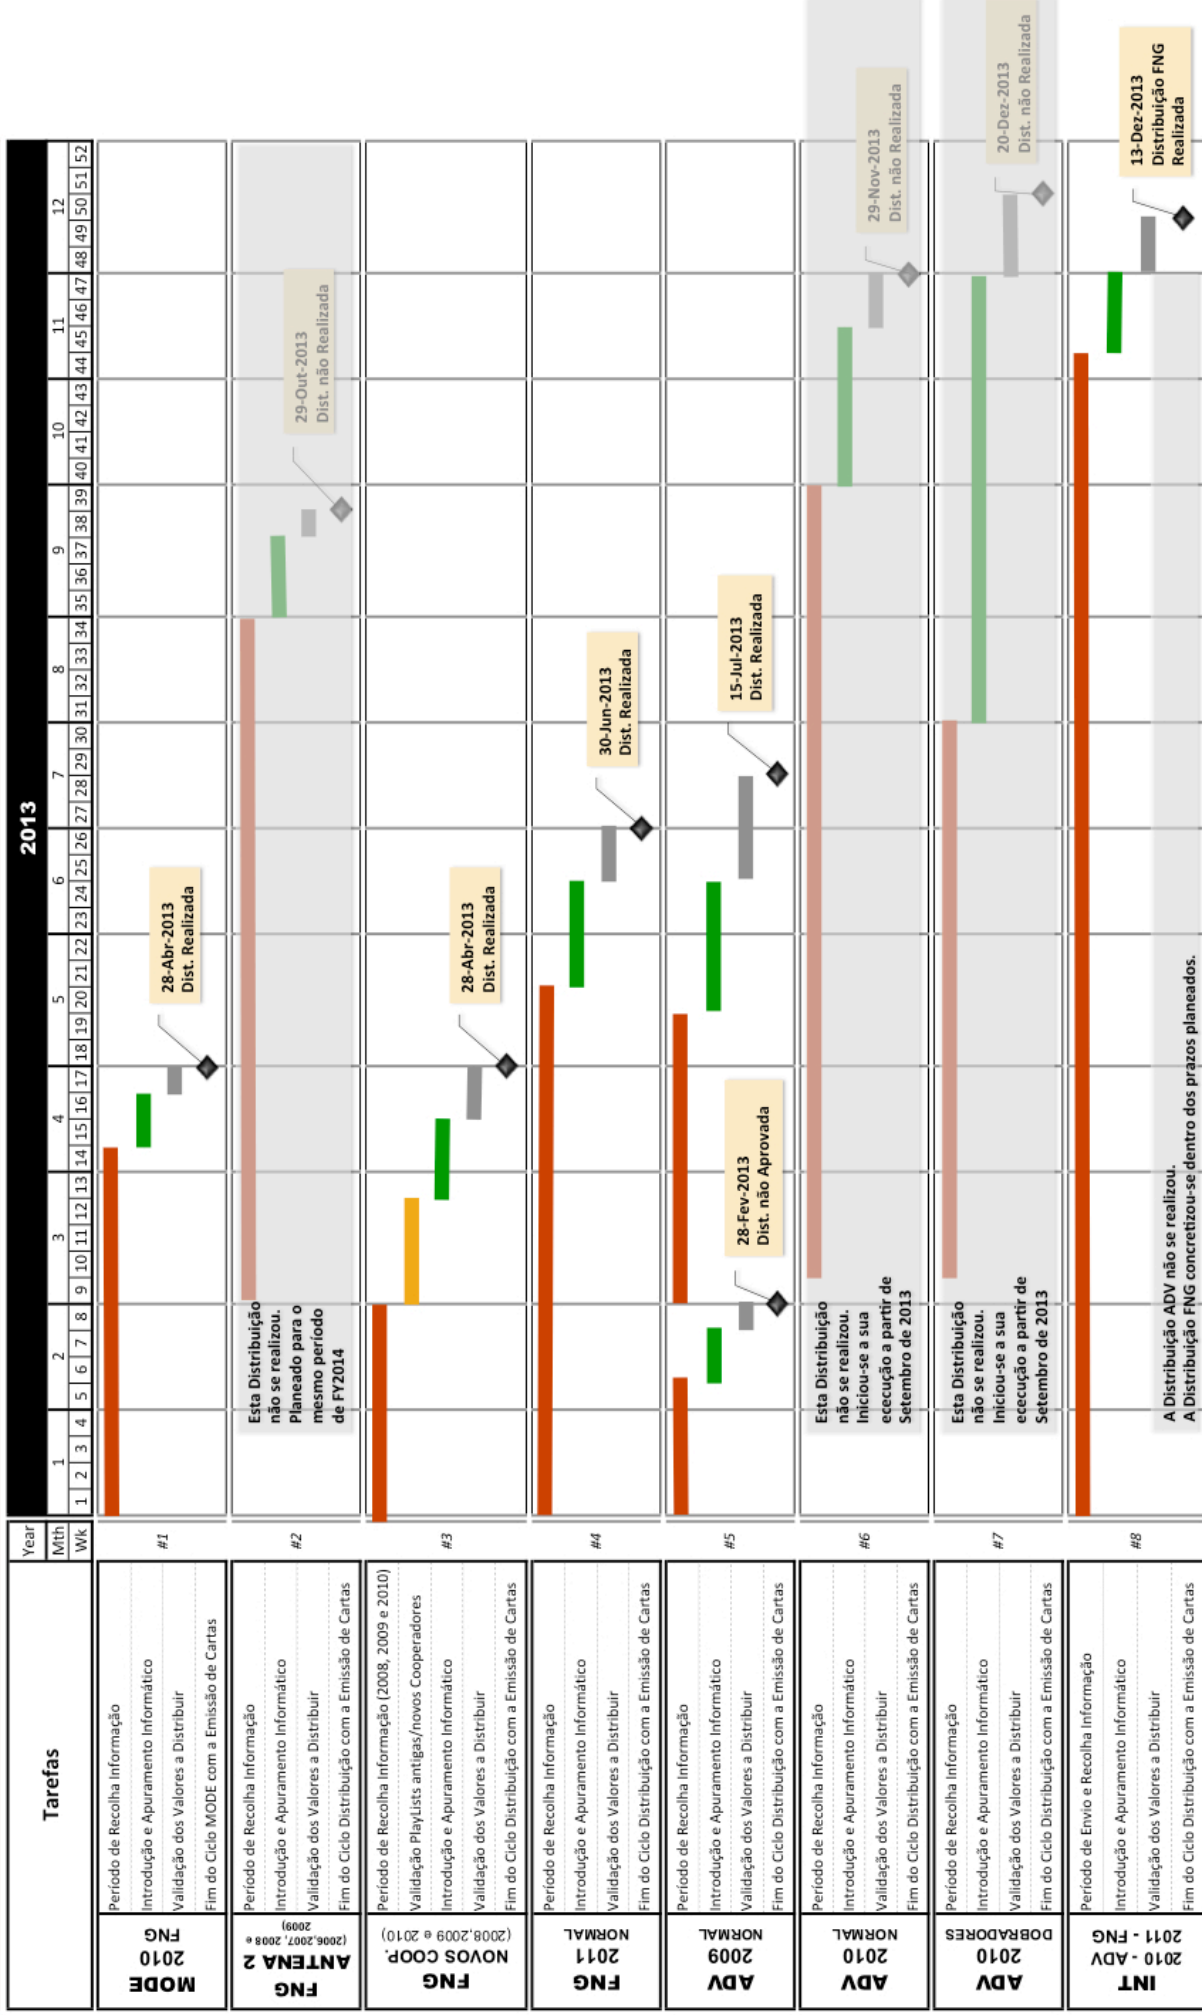 Tarefas
Year
2013
Mth
1 2 3 4 5 6 7 8 9 10 11 12
Wk
1 2 3 4 5 6 7 8 9 10 11 12 13 14 15 16 17 18 19 20 21 22 23 24 25 26 27 28 29 30 31 32 33 34 35 36 37 38 39 40 41 42 43 44 45 46 47 48 49 50 51 52
MODE
2010
FNG
Período de Recolha Informação
Introdução e Apuramento Informático
Validação dos Valores a Distribuir
Fim do Ciclo MODE com a Emissão de Cartas
#1
28-Abr-2013
Dist. Realizada
FNG
ANTENA 2
(2006,2007, 2008 e
2009)
Período de Recolha Informação
Introdução e Apuramento Informático
Validação dos Valores a Distribuir
Fim do Ciclo Distribuição com a Emissão de Cartas
#2
Esta Distribuição
não se realizou.
Planeado para o
mesmo período
de FY2014
29-Out-2013
Dist. não Realizada
FNG
NOVOS COOP.
(2008,2009 e 2010)
Período de Recolha Informação (2008, 2009 e 2010)
Validação PlayLists antigas/novos Cooperadores
Introdução e Apuramento Informático
Validação dos Valores a Distribuir
Fim do Ciclo Distribuição com a Emissão de Cartas
#3
28-Abr-2013
Dist. Realizada
FNG
2011
NORMAL
Período de Recolha Informação
Introdução e Apuramento Informático
Validação dos Valores a Distribuir
Fim do Ciclo Distribuição com a Emissão de Cartas
#4
30-Jun-2013
Dist. Realizada
ADV
2009
NORMAL
Período de Recolha Informação
Introdução e Apuramento Informático
Validação dos Valores a Distribuir
Fim do Ciclo Distribuição com a Emissão de Cartas
#5
28-Fev-2013
Dist. não Aprovada
15-Jul-2013
Dist. Realizada
ADV
2010
NORMAL
Período de Recolha Informação
Introdução e Apuramento Informático
Validação dos Valores a Distribuir
Fim do Ciclo Distribuição com a Emissão de Cartas
#6
Esta Distribuição
não se realizou.
Iniciou-se a sua
ececução a partir de
Setembro de 2013
29-Nov-2013
Dist. não Realizada
ADV
2010
DOBRADORES
Período de Recolha Informação
Introdução e Apuramento Informático
Validação dos Valores a Distribuir
Fim do Ciclo Distribuição com a Emissão de Cartas
#7
Esta Distribuição
não se realizou.
Iniciou-se a sua
ececução a partir de
Setembro de 2013
20-Dez-2013
Dist. não Realizada
INT
2010 - ADV
2011 - FNG
Período de Envio e Recolha Informação
Introdução e Apuramento Informático
Validação dos Valores a Distribuir
Fim do Ciclo Distribuição com a Emissão de Cartas
#8
A Distribuição ADV não se realizou.
A Distribuição FNG concretizou-se dentro dos prazos planeados.
13-Dez-2013
Distribuição FNG
Realizada